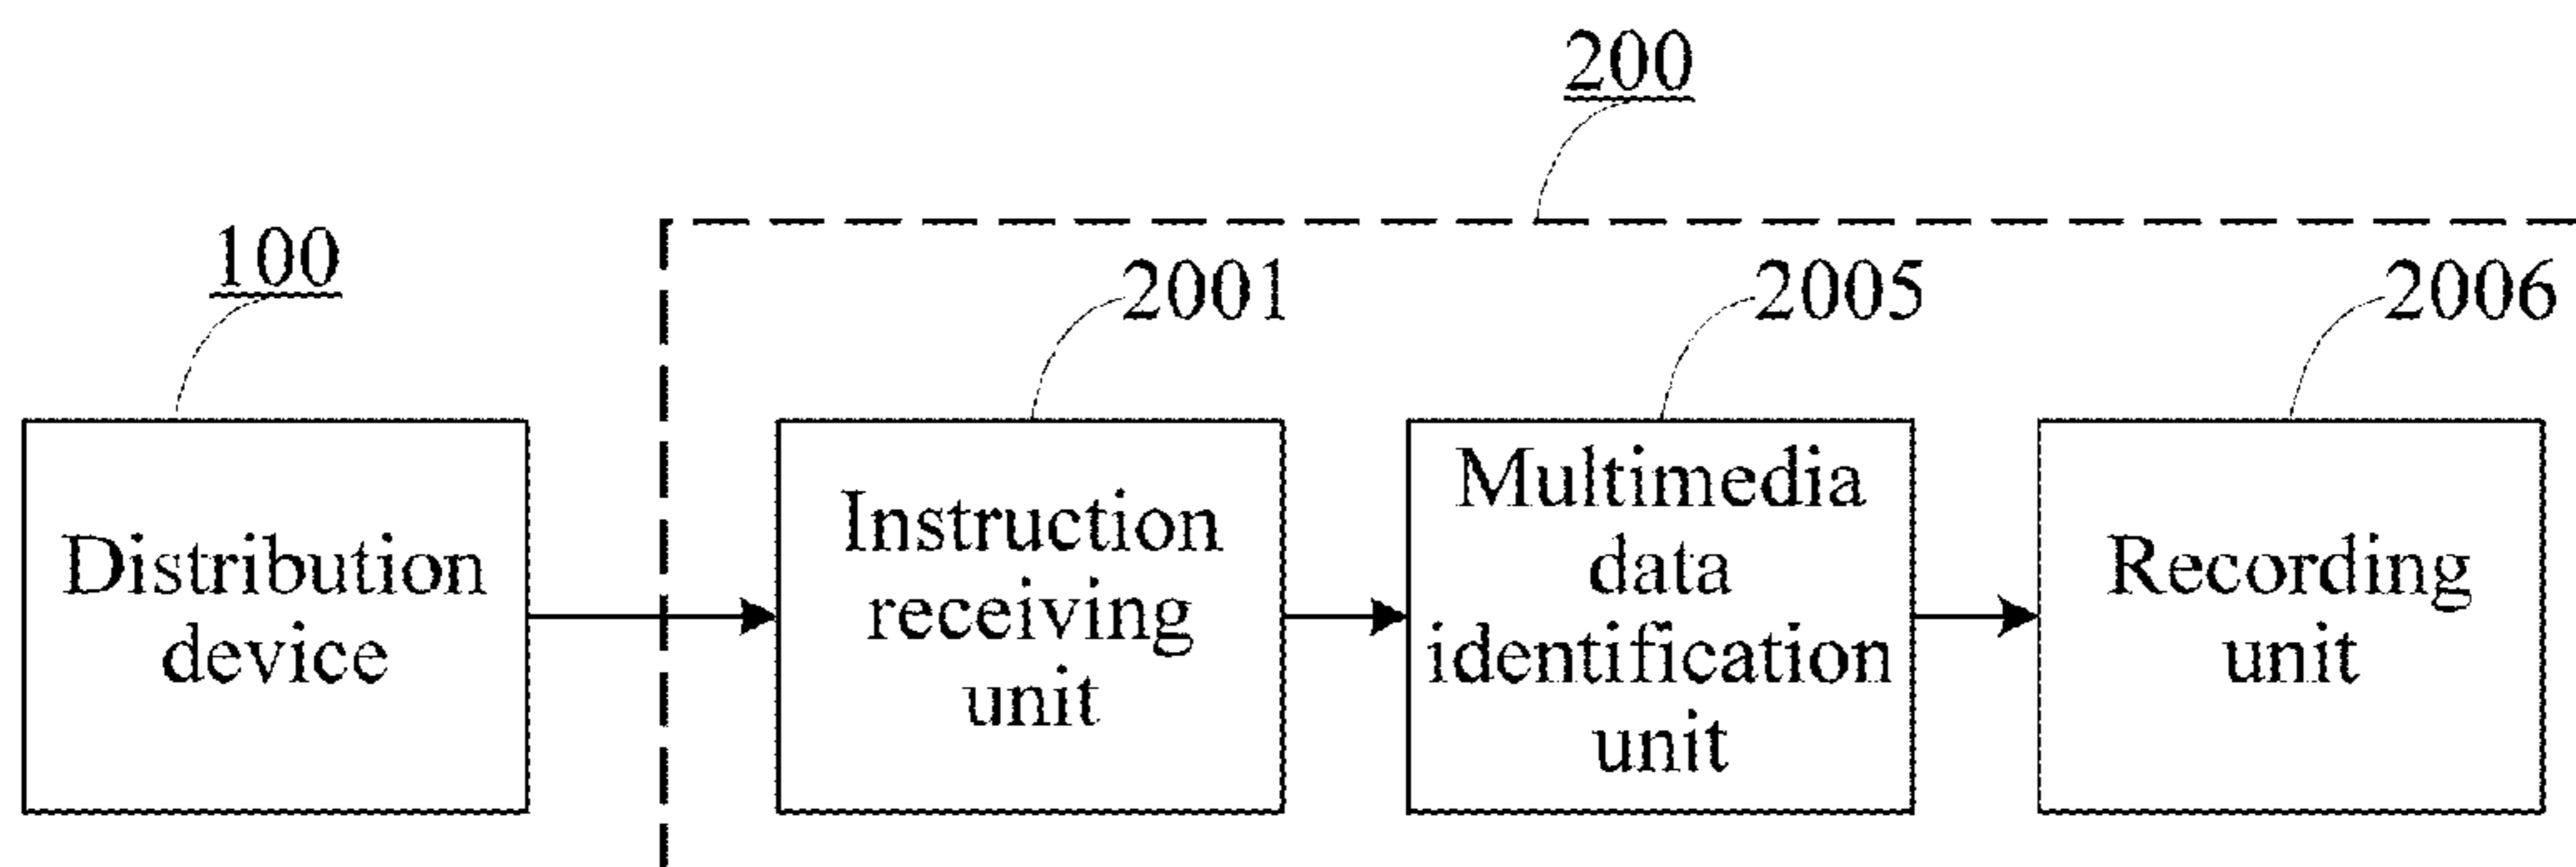 200
100
2001
2005
2006
Distribution
device
Instruction
receiving
unit
Multimedia
data
identification
unit
Recording
unit